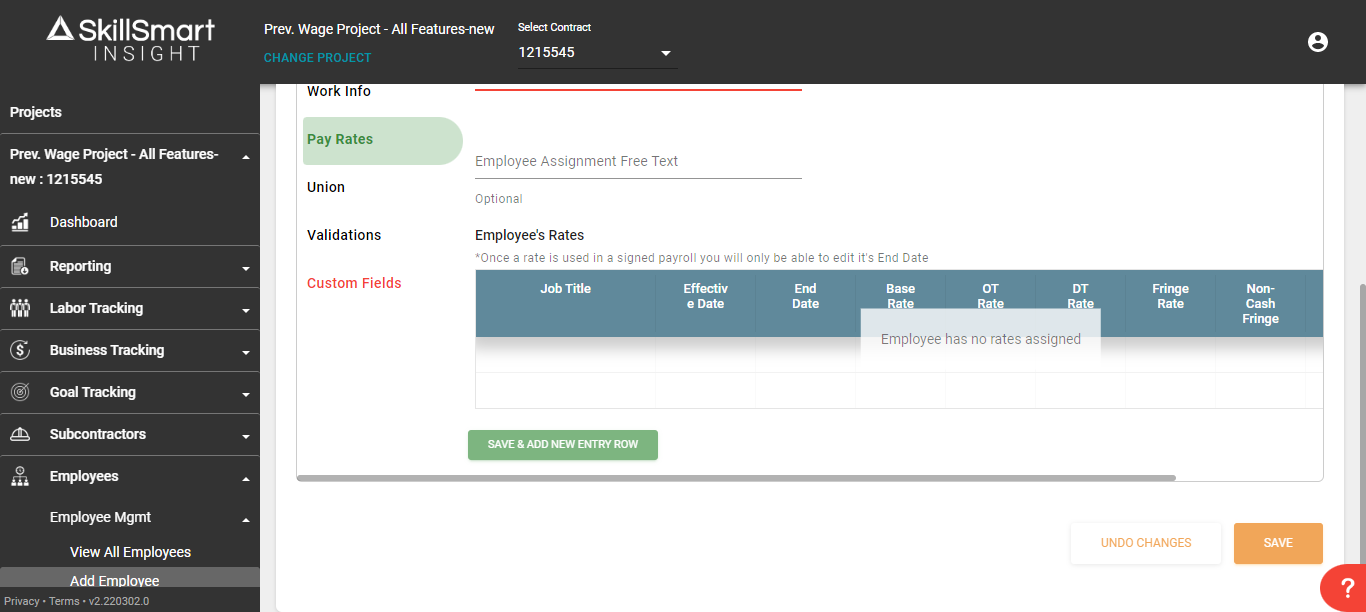 SkillSmart
INSIGHT
Prev. Wage Project - All Features-new
CHANGE PROJECT
Select Contract
1215545
Projects
Prev. Wage Project - All Features-
new : 1215545
Dashboard
Reporting
Labor Tracking
Business Tracking
Goal Tracking
Subcontractors
Employees
Employee Mgmt
View All Employees
Add Employee
Privacy • Terms • v2.220302.0
Work Info
Pay Rates
Union
Validations
Custom Fields
Employee Assignment Free Text
Optional
Employee's Rates
*Once a rate is used in a signed payroll you will only be able to edit it's End Date
Job Title
Effectiv
e Date
End
Date
Base
Rate
OT
Rate
DT
Rate
Fringe
Rate
Non-
Cash
Fringe
Employee has no rates assigned
SAVE & ADD NEW ENTRY ROW
UNDO CHANGES
SAVE
?